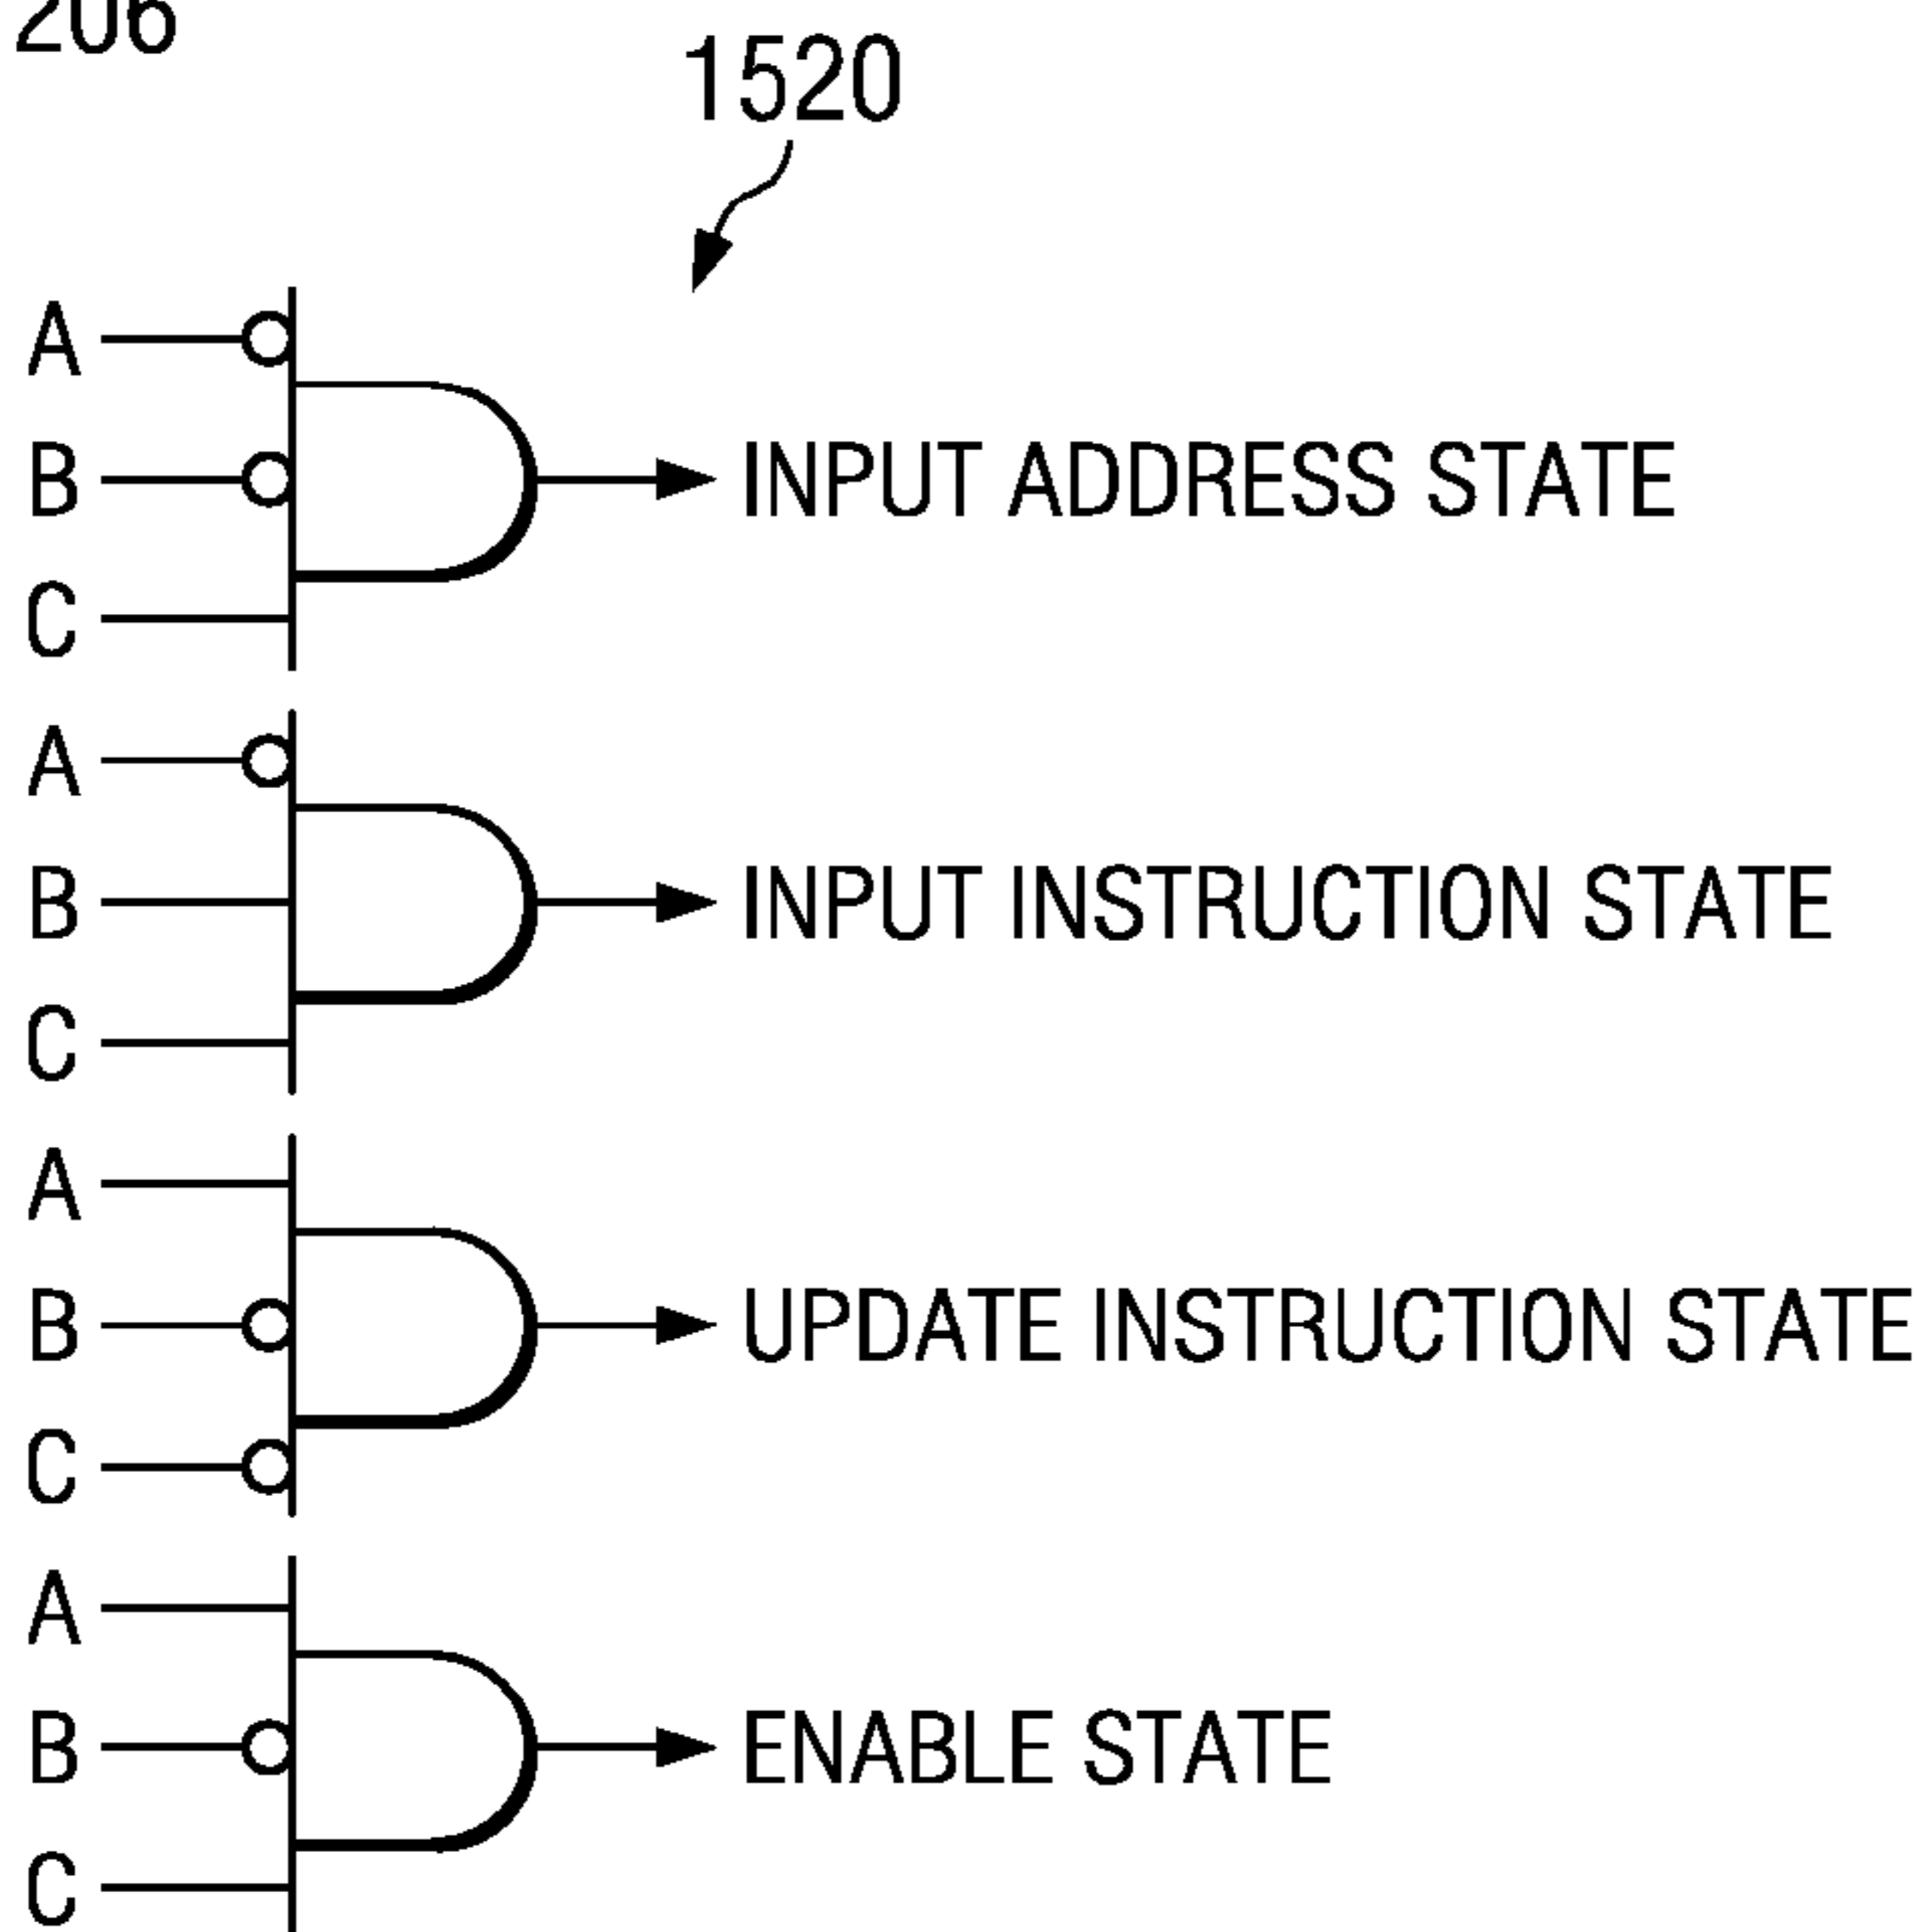 206
1520
A
B INPUT ADDRESS STATE
C
A
B INPUT INSTRUCTION STATE
C
A
B UPDATE INSTRUCTION STATE
C
A
B ENABLE STATE
C